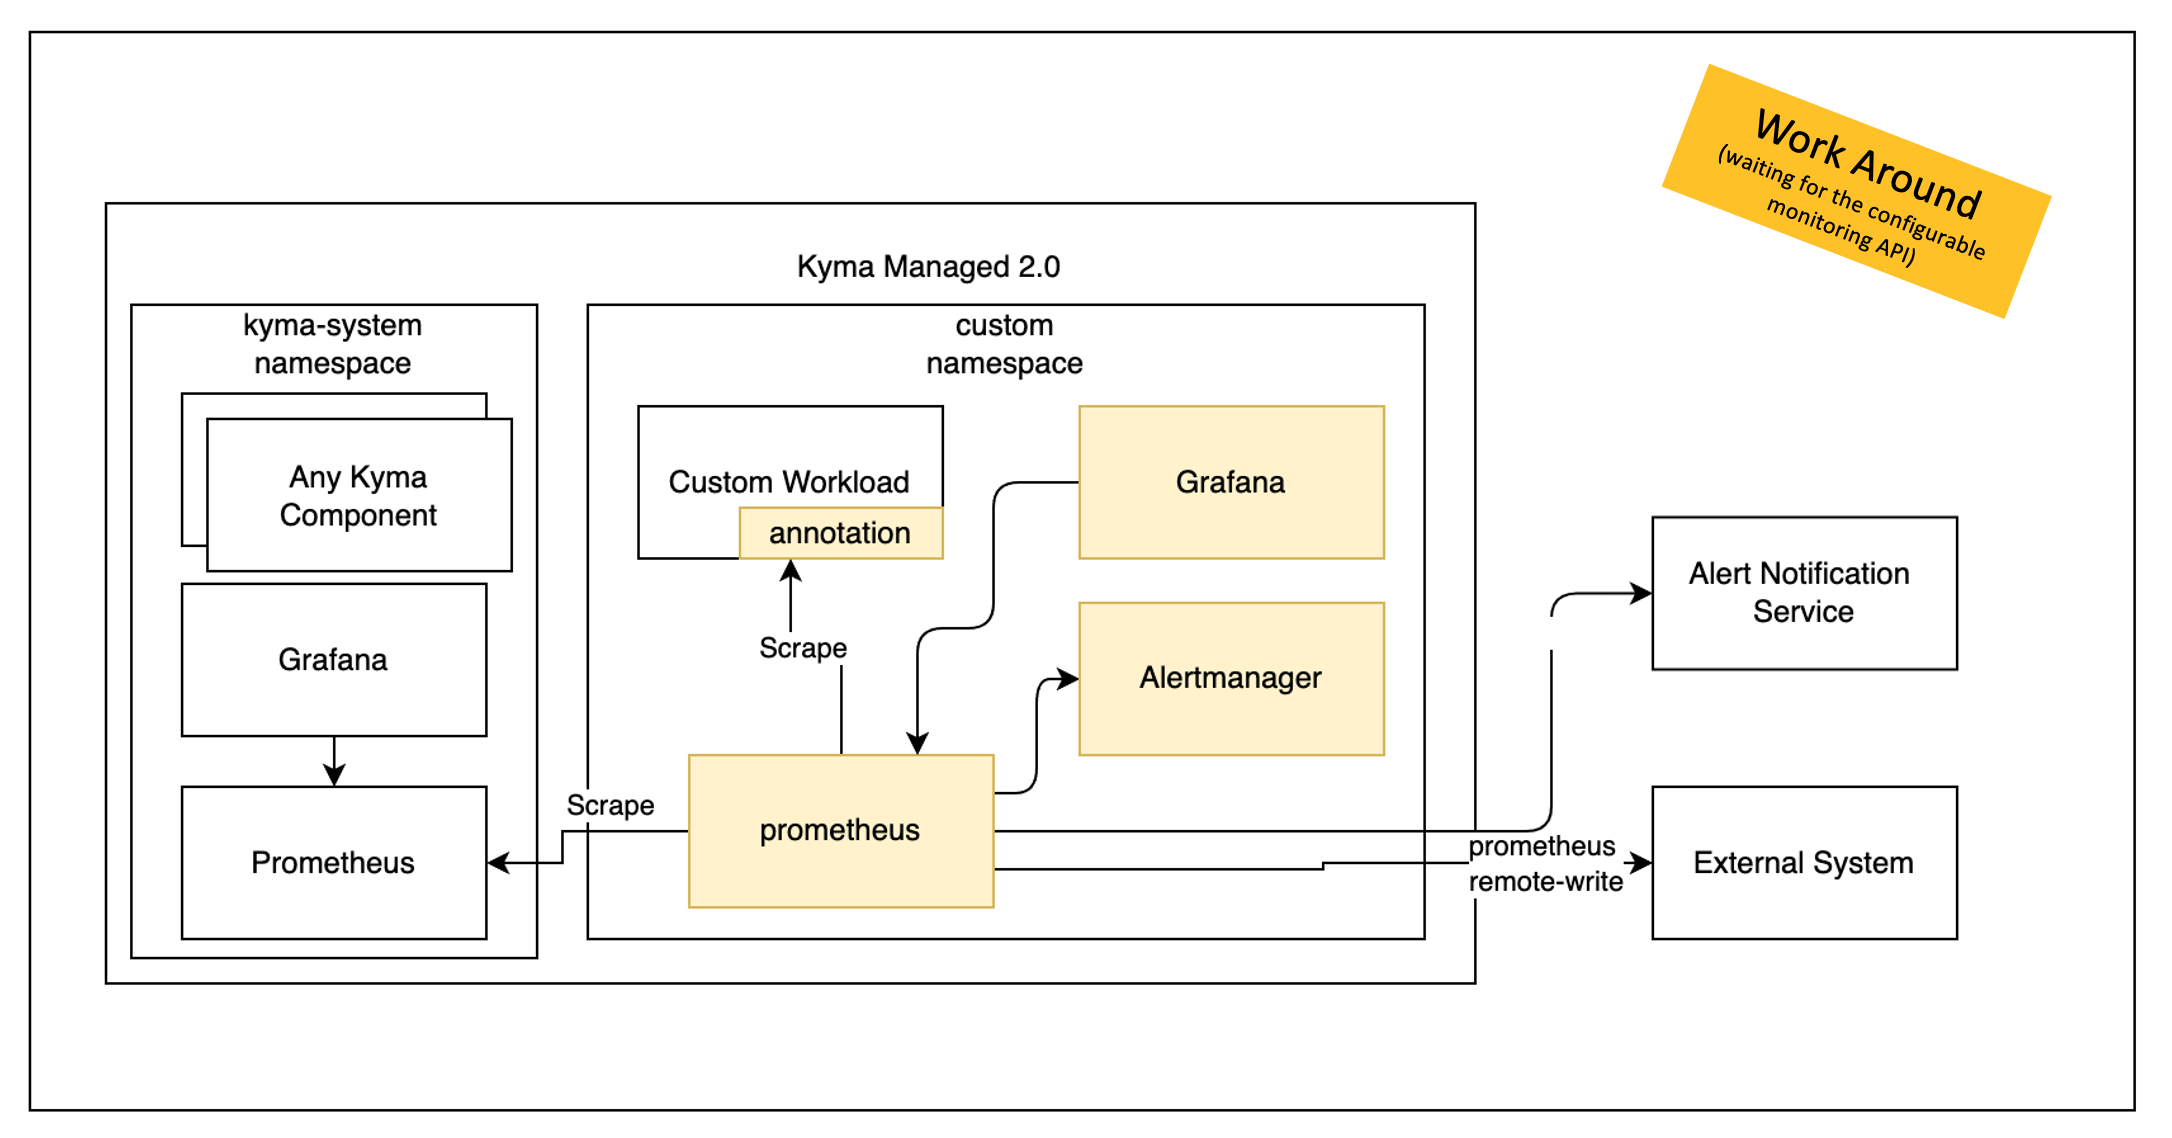 Work Around
(waiting for the configurable
monitoring API)
Kyma Managed 2.0
kyma-system
namespace
Any Kyma
Component
Grafana
Prometheus
custom
namespace
Custom Workload
annotation
Grafana
Scrape
Alertmanager
Scrape
prometheus
Alert Notification
Service
prometheus
remote-write
External System